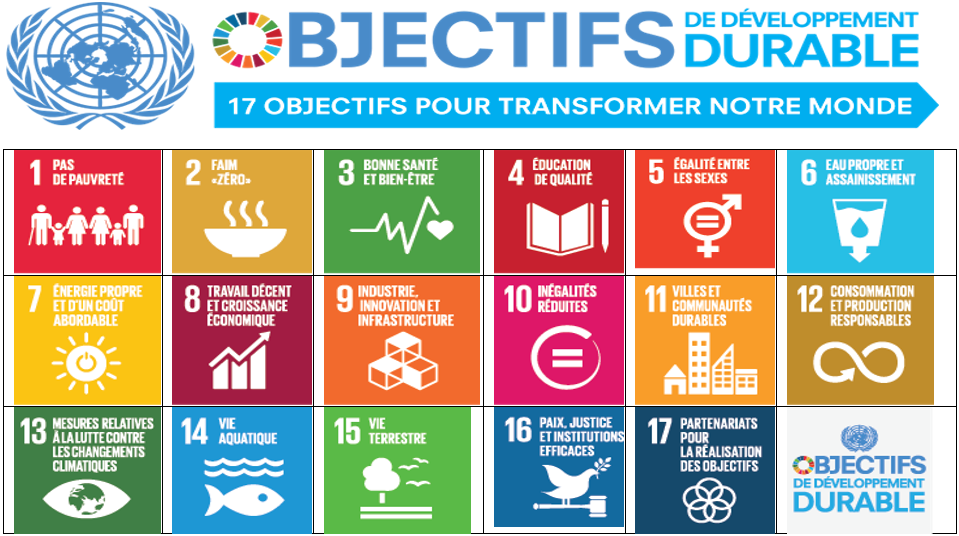 OBJECTIFS
DE DÉVELOPPEMENT
DURABLE
17 OBJECTIFS POUR TRANSFORMER NOTRE MONDE
1 PAS
DE PAUVRETÉ
2 FAIM
«ZÉRO»
3 BONNE SANTÉ
ET BIEN-ÊTRE
4 ÉDUCATION
DE QUALITÉ
5 ÉGALITÉ ENTRE
LES SEXES
6 EAU PROPRE ET
ASSAINISSEMENT
7 ÉNERGIE PROPRE
ET D'UN COÛT
ABORDABLE
8 TRAVAIL DÉCENT
ET CROISSANCE
ÉCONOMIQUE
9 INDUSTRIE,
INNOVATION ET
INFRASTRUCTURE
10 INÉGALITÉS
RÉDUITES
11 VILLES ET
COMMUNAUTÉS
DURABLES
12 CONSOMMATION
ET PRODUCTION
RESPONSABLES
13 MESURES RELATIVES
À LA LUTTE CONTRE
LES CHANGEMENTS
CLIMATIQUES
14 VIE
AQUATIQUE
15 VIE
TERRESTRE
16 PAIX, JUSTICE
ET INSTITUTIONS
EFFICACES
17 PARTENARIATS
POUR
LA RÉALISATION
DES OBJECTIFS
OBJECTIFS
DE DÉVELOPPEMENT
DURABLE